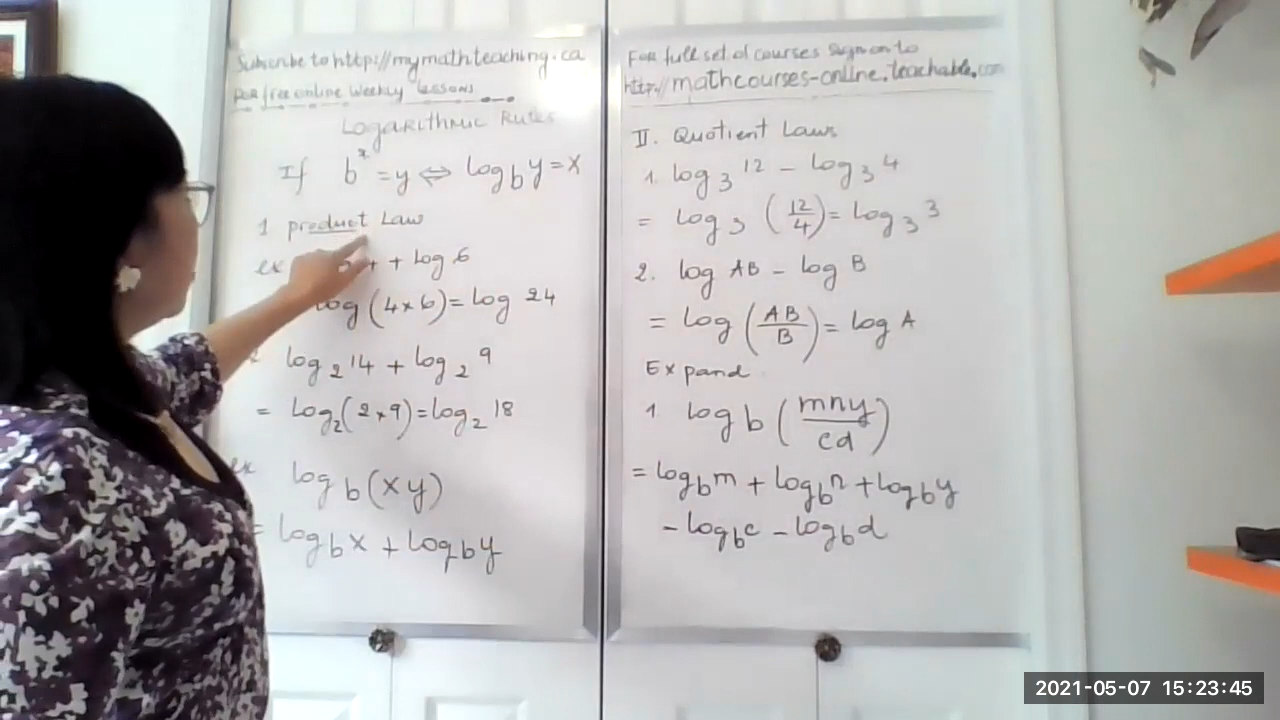 Subscribe to http://mymathteaching.ca
for free online weekly lessons
Logarithmic Rules
If b^x = y ⇔ log_b y = x
1 product Law
ex + log 6
log (4×6) = log 24
log_2 14 + log_2 9
= log_2 (2×9) = log_2 18
ex log_b (xy)
= log_b x + log_b y
For full set of courses sign on to
http://mathcourses-online.teachable.com
II. Quotient Laws
1. log_3 12 - log_3 4
= log_3 (12/4) = log_3 3
2. log AB - log B
= log (AB/B) = log A
Expand
1. log b (mny/cd)
= log_b m + log_b n + log_b y
- log_b c - log_b d
2021-05-07 15:23:45